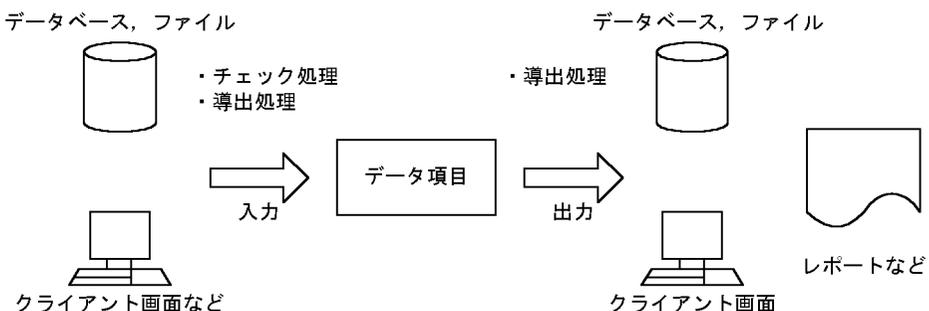 データベース，ファイル
データベース，ファイル
・チェック処理
・導出処理
・導出処理
データ項目
入力
出力
レポートなど
クライアント画面など
クライアント画面